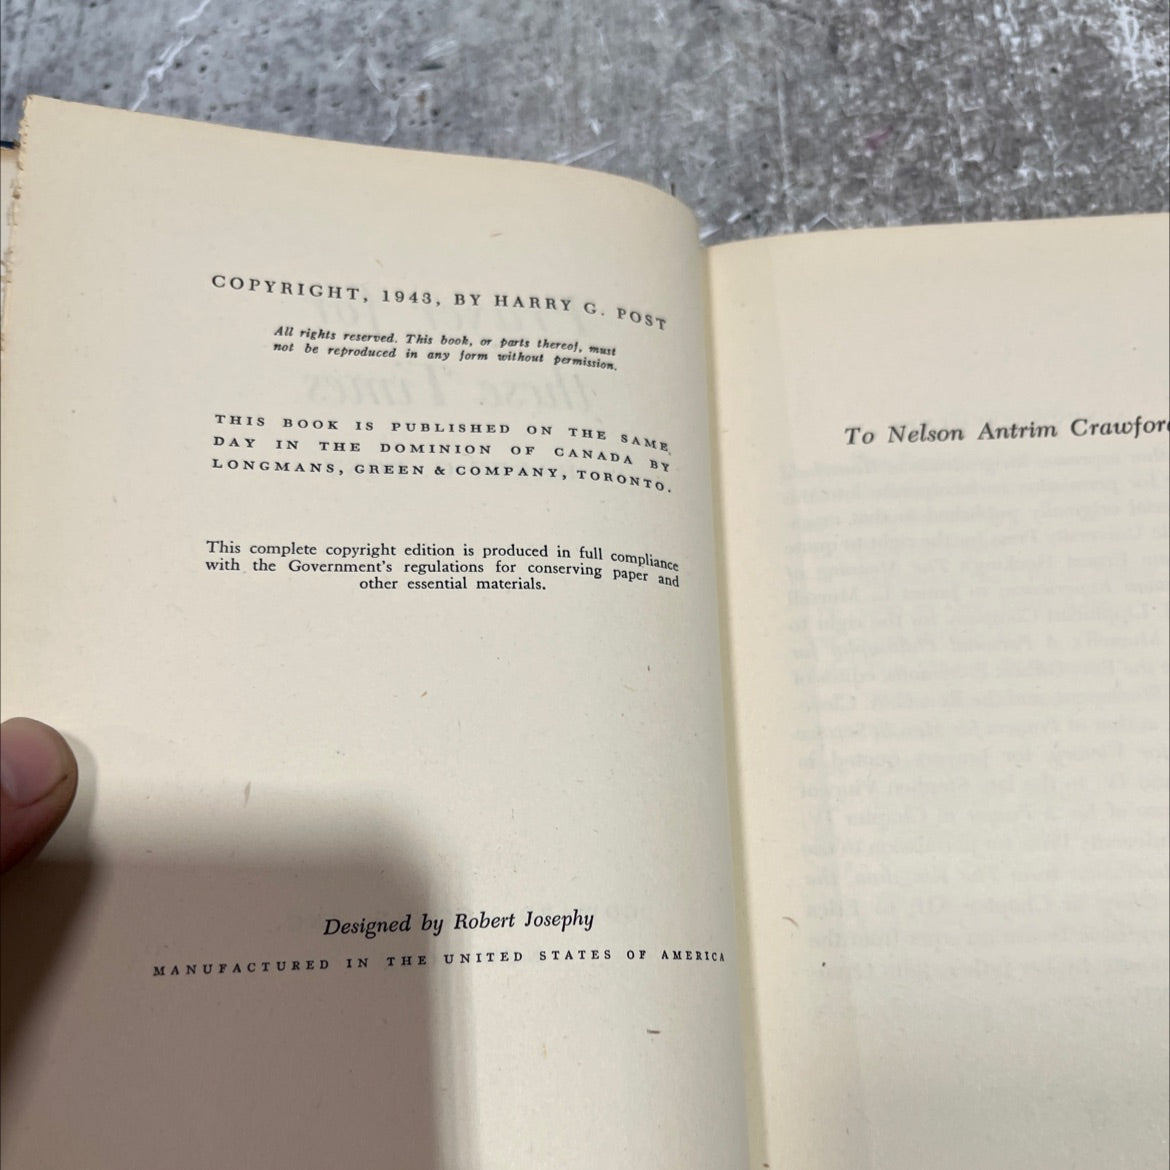 COPYRIGHT, 1943, BY HARRY G. POST
All rights reserved. This book, or parts thereof, must
not be reproduced in any form without permission.
THIS BOOK IS PUBLISHED ON THE SAME
DAY IN THE DOMINION OF CANADA BY
LONGMANS, GREEN & COMPANY, TORONTO.
This complete copyright edition is produced in full compliance
with the Government's regulations for conserving paper and
other essential materials.
Designed by Robert Josephy
MANUFACTURED IN THE UNITED STATES OF AMERICA
To Nelson Antrim Crawford